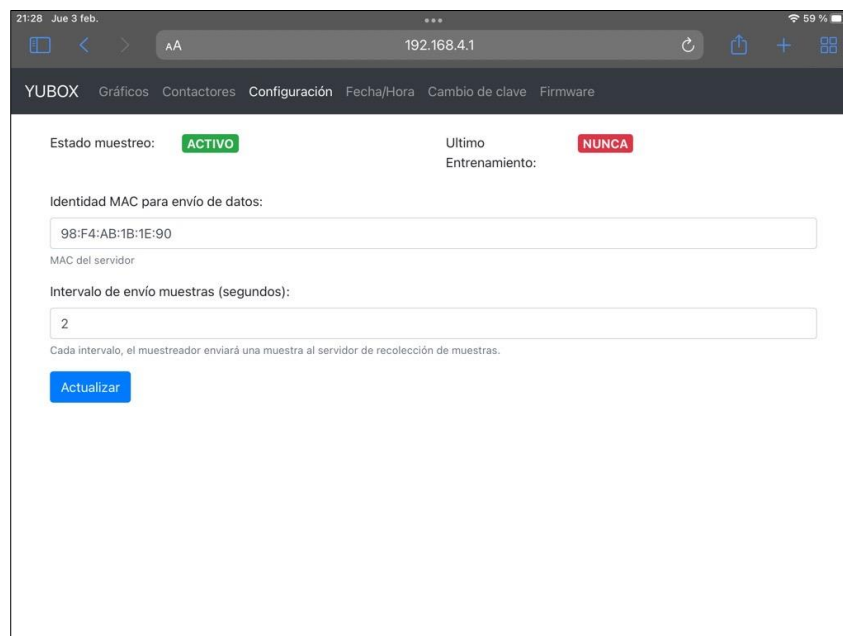 21:28 Jue 3 feb.
59 %
AA 192.168.4.1
YUBOX Gráficos Contactores Configuración Fecha/Hora Cambio de clave Firmware
Estado muestreo: ACTIVO
Ultimo
Entrenamiento: NUNCA
Identidad MAC para envío de datos:
98:F4:AB:1B:1E:90
MAC del servidor
Intervalo de envío muestras (segundos):
2
Cada intervalo, el muestreador enviará una muestra al servidor de recolección de muestras.
Actualizar